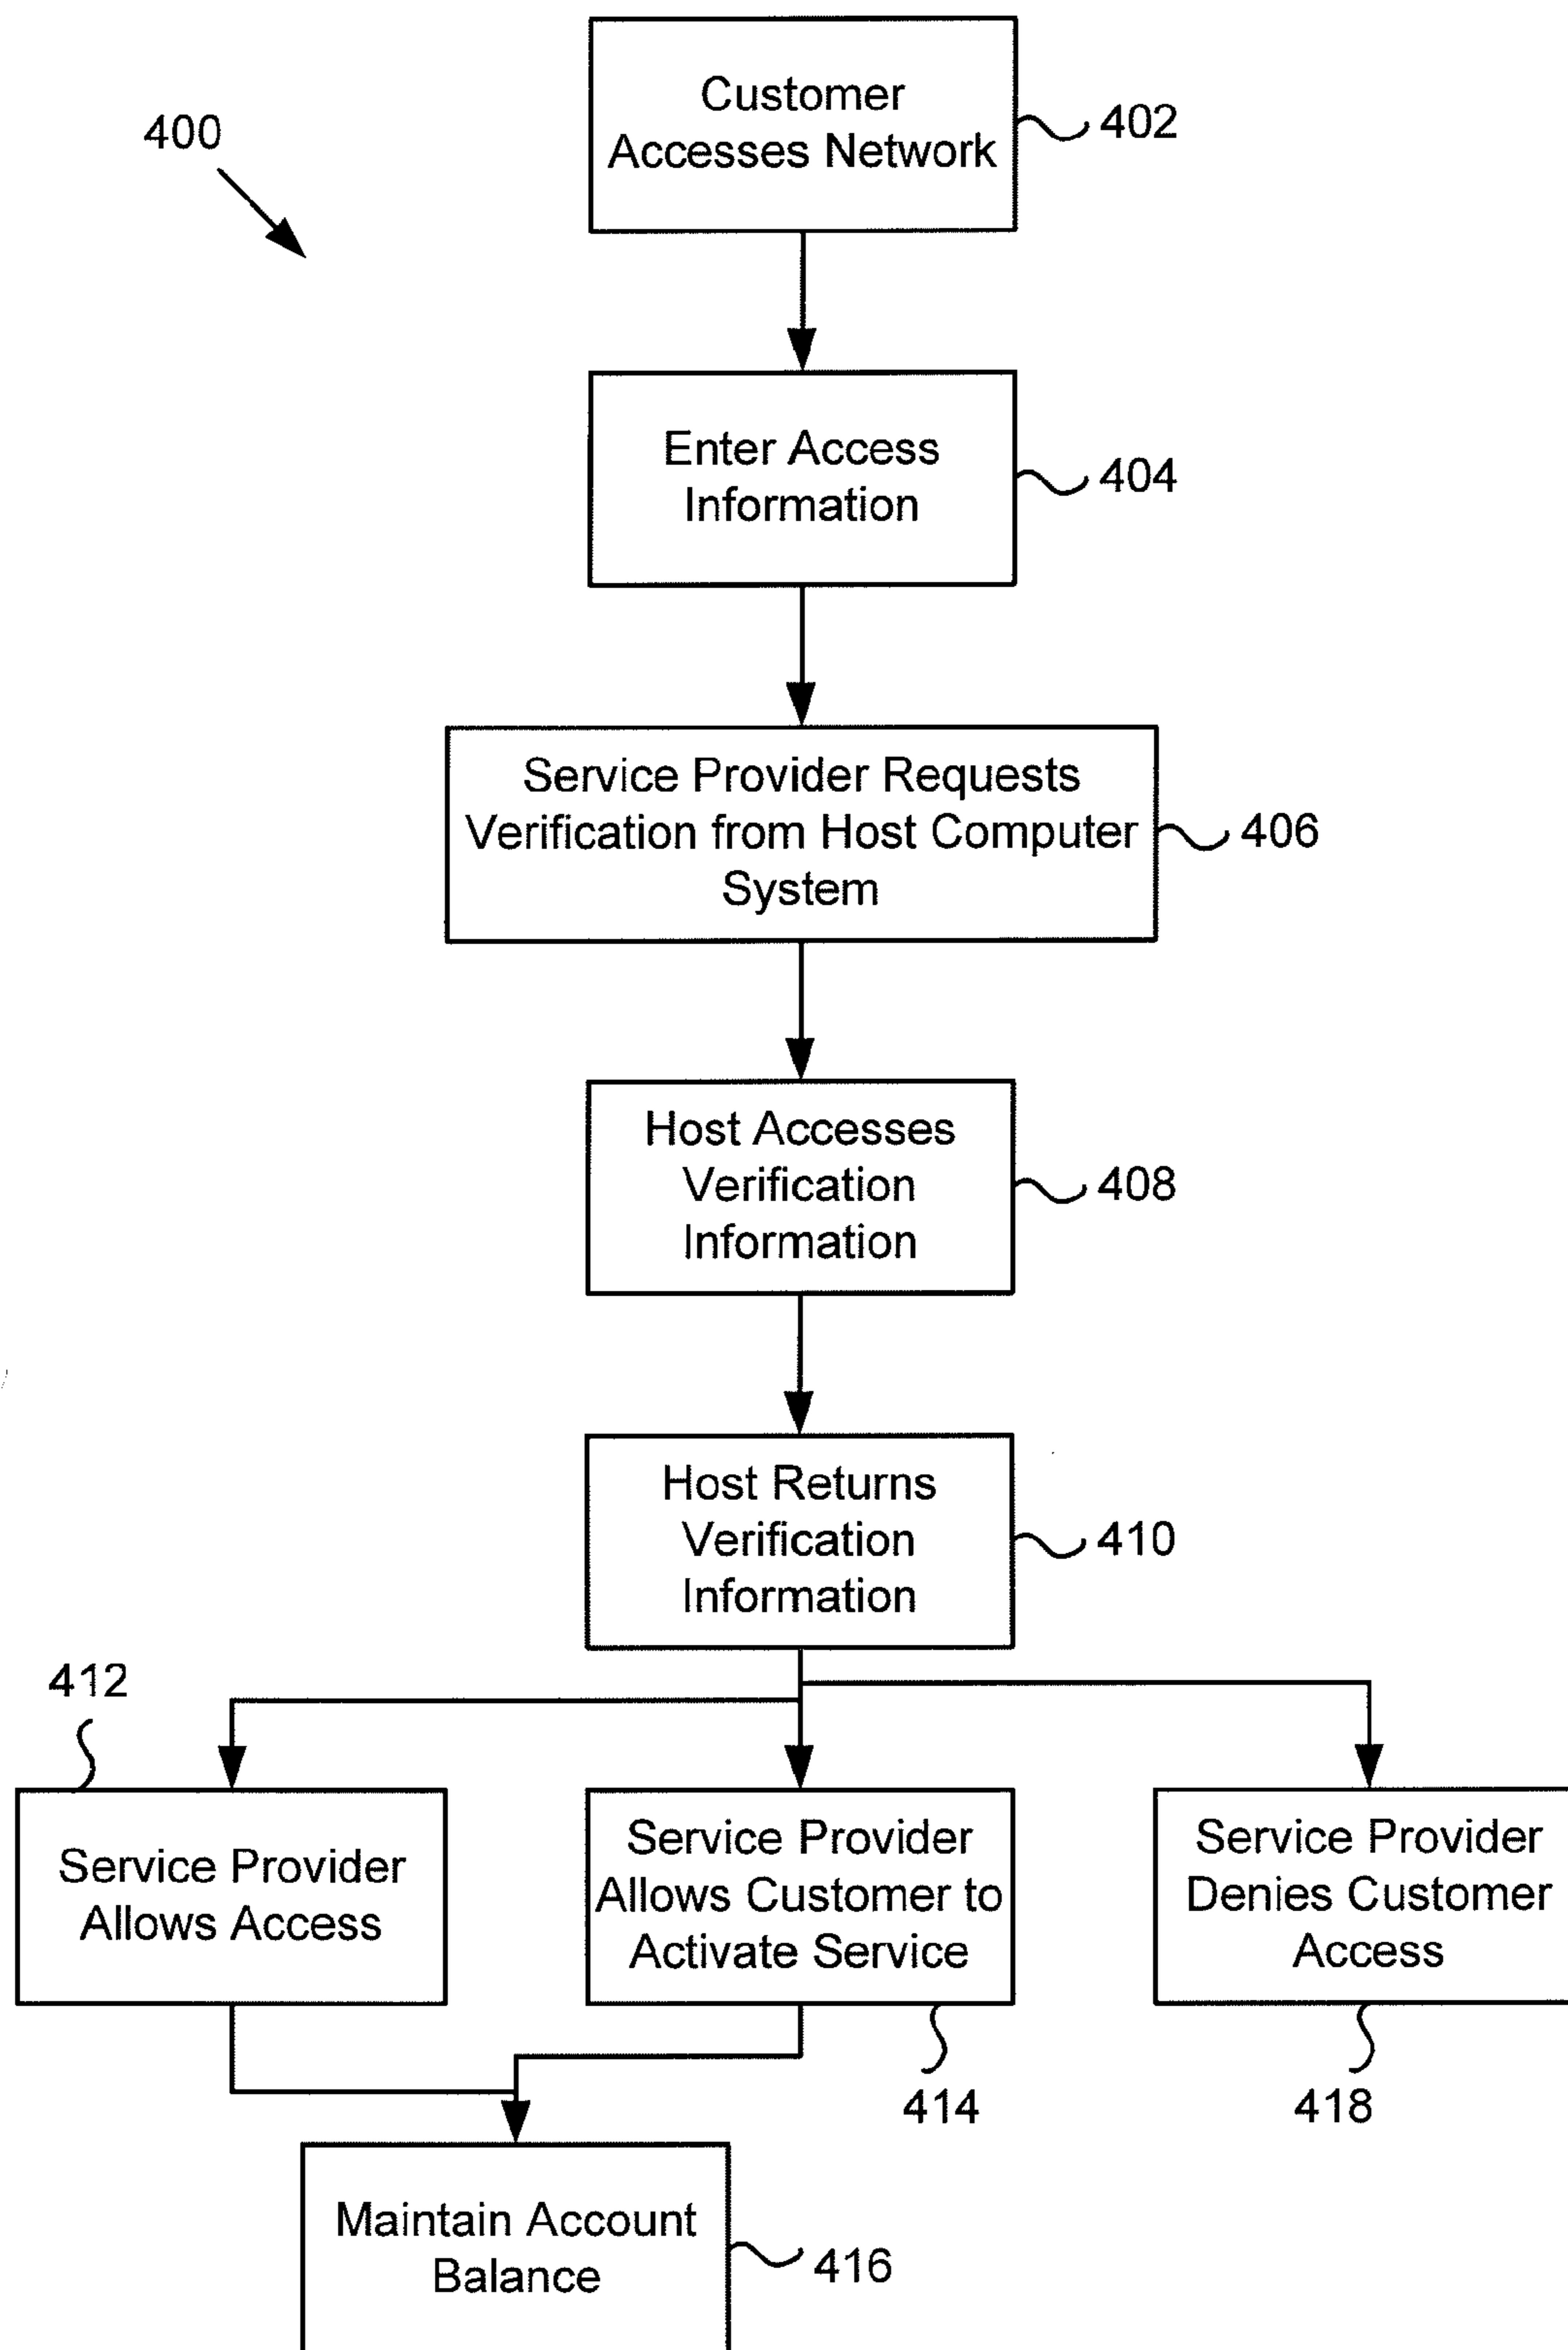 Customer
Accesses Network
402
400
Enter Access
Information
404
Service Provider Requests
Verification from Host Computer
System
406
Host Accesses
Verification
Information
408
Host Returns
Verification
Information
410
412
Service Provider
Allows Access
Service Provider
Allows Customer to
Activate Service
Service Provider
Denies Customer
Access
414
418
Maintain Account
Balance
416